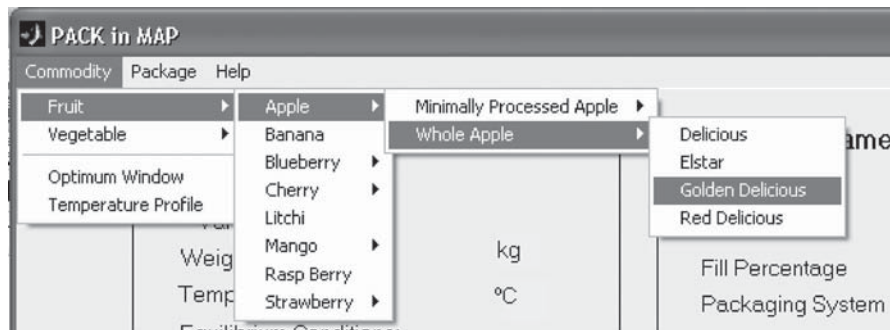 PACK in MAP
Commodity Package Help
Fruit
Vegetable
Optimum Window
Temperature Profile
Apple
Banana
Blueberry
Cherry
Litchi
Mango
Rasp Berry
Strawberry
Minimally Processed Apple
Whole Apple
Delicious
Elstar
Golden Delicious
Red Delicious
Weig
kg
Temp
°C
Fill Percentage
Packaging System